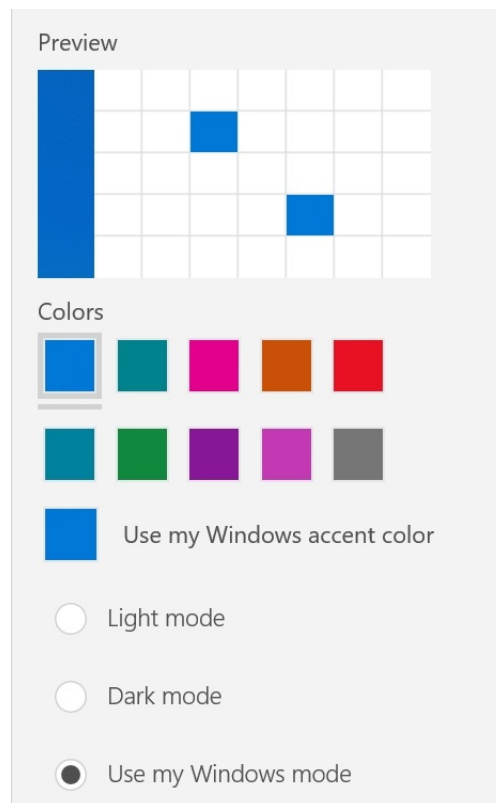 Preview
Colors
Use my Windows accent color
Light mode
Dark mode
Use my Windows mode